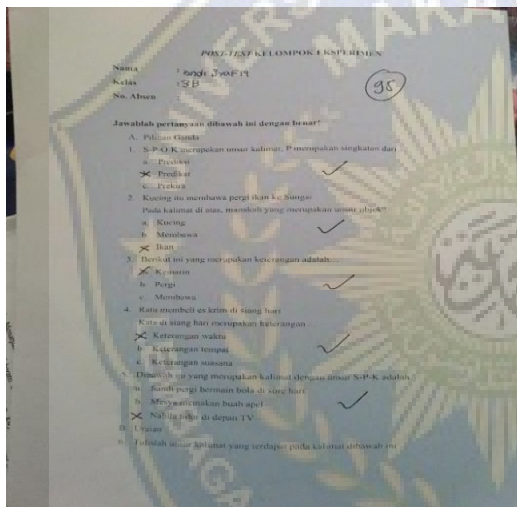 POST-TEST KELOMPOK EKSPERIMEN
Nama :
Kelas : 5B
No. Absen
95
Jawablah pertanyaan dibawah ini dengan benar!
A. Pilihan Ganda
1. S-P-O-K merupakan unsur kalimat, P merupakan singkatan dari
a. Prediksi
b. Predikat
c. Prekira
2. Kucing itu membawa pergi ikan ke Sungai
Pada kalimat di atas, manakah yang merupakan unsur objek?
a. Kucing
b. Membawa
c. Ikan
3. Berikut ini yang merupakan keterangan adalah...
a. Kemarin
b. Pergi
c. Membawa
4. Ratu membeli es krim di siang hari
Kata di siang hari merupakan keterangan
a. Keterangan waktu
b. Keterangan tempat
c. Keterangan suasana
5. Dibawah ini yang merupakan kalimat dengan unsur S-P-K adalah
a. Sandi pergi bermain bola di sore hari
b. buah apel
c. Nabila tidur di depan TV
B. Uraian
6. Tulislah unsur kalimat yang terdapat pada kalimat dibawah ini